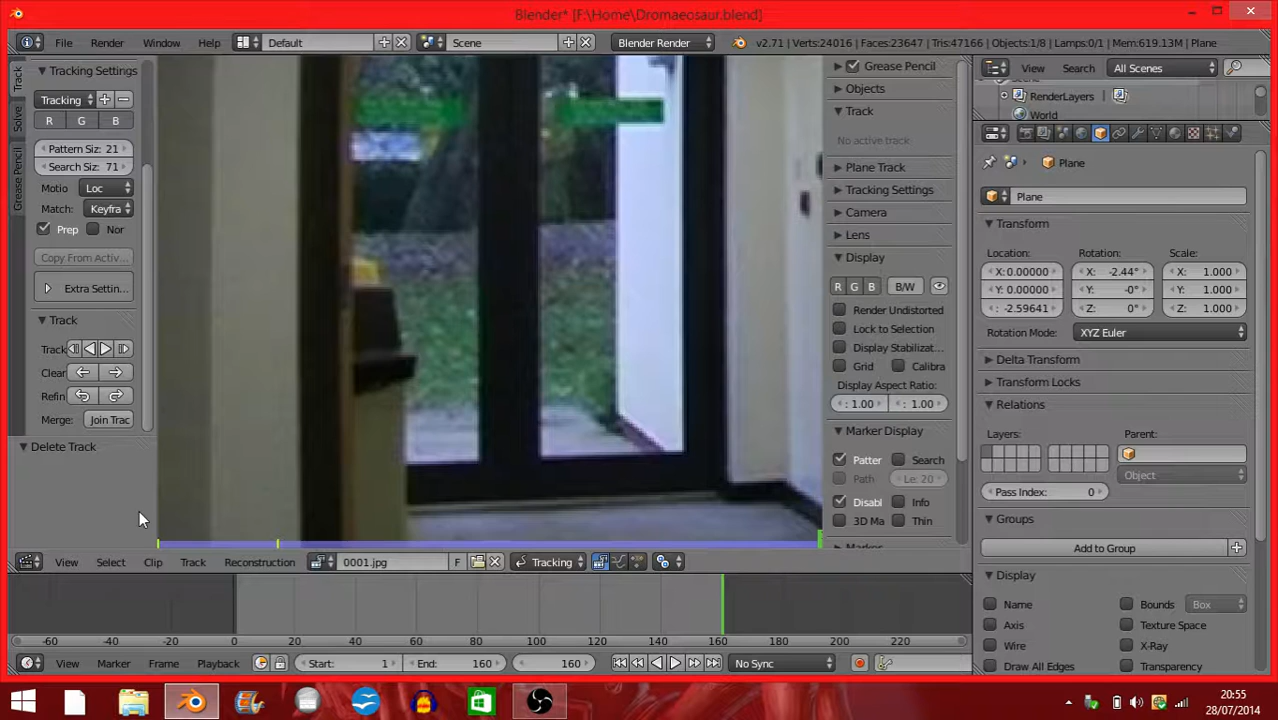 Blender* [F:\Home\Dromaeosaur.blend]
File Render Window Help Default Scene Blender Render v2.71 | Verts:24016 | Faces:23647 | Tris:47166 | Objects:1/8 | Lamps:0/1 | Mem:619.13M | Plane
Track
Solve
Grease Pencil
Tracking Settings
Tracking
R G B
Pattern Siz: 21
Search Siz: 71
Motio Loc
Match: Keyfra
Prep Nor
Copy From Activ...
Extra Settin...
Track
Track
Clear
Refin
Merge: Join Trac
Delete Track
Grease Pencil
Objects
Track
No active track
Plane Track
Tracking Settings
Camera
Lens
Display
R G B B/W
Render Undistorted
Lock to Selection
Display Stabilizat...
Grid Calibra
Display Aspect Ratio:
: 1.00 : 1.00
Marker Display
Patter Search
Path Le: 20
Disabl Info
3D Ma Thin
View Search All Scenes
RenderLayers
World
Plane
Plane
Transform
Location: Rotation: Scale:
X:0.00000 X: -2.44° X: 1.000
Y: 0.00000 Y: -0° Y: 1.000
: -2.59641 Z: 0° Z: 1.000
Rotation Mode: XYZ Euler
Delta Transform
Transform Locks
Relations
Layers: Parent:
Object
Pass Index: 0
Groups
Add to Group
Display
Name Bounds Box
Axis Texture Space
Wire X-Ray
Draw All Edges Transparency
View Select Clip Track Reconstruction 0001.jpg F Tracking
-60 -40 -20 0 20 40 60 80 100 120 140 160 180 200 220
View Marker Frame Playback Start: 1 End: 160 160 No Sync
20:55
28/07/2014